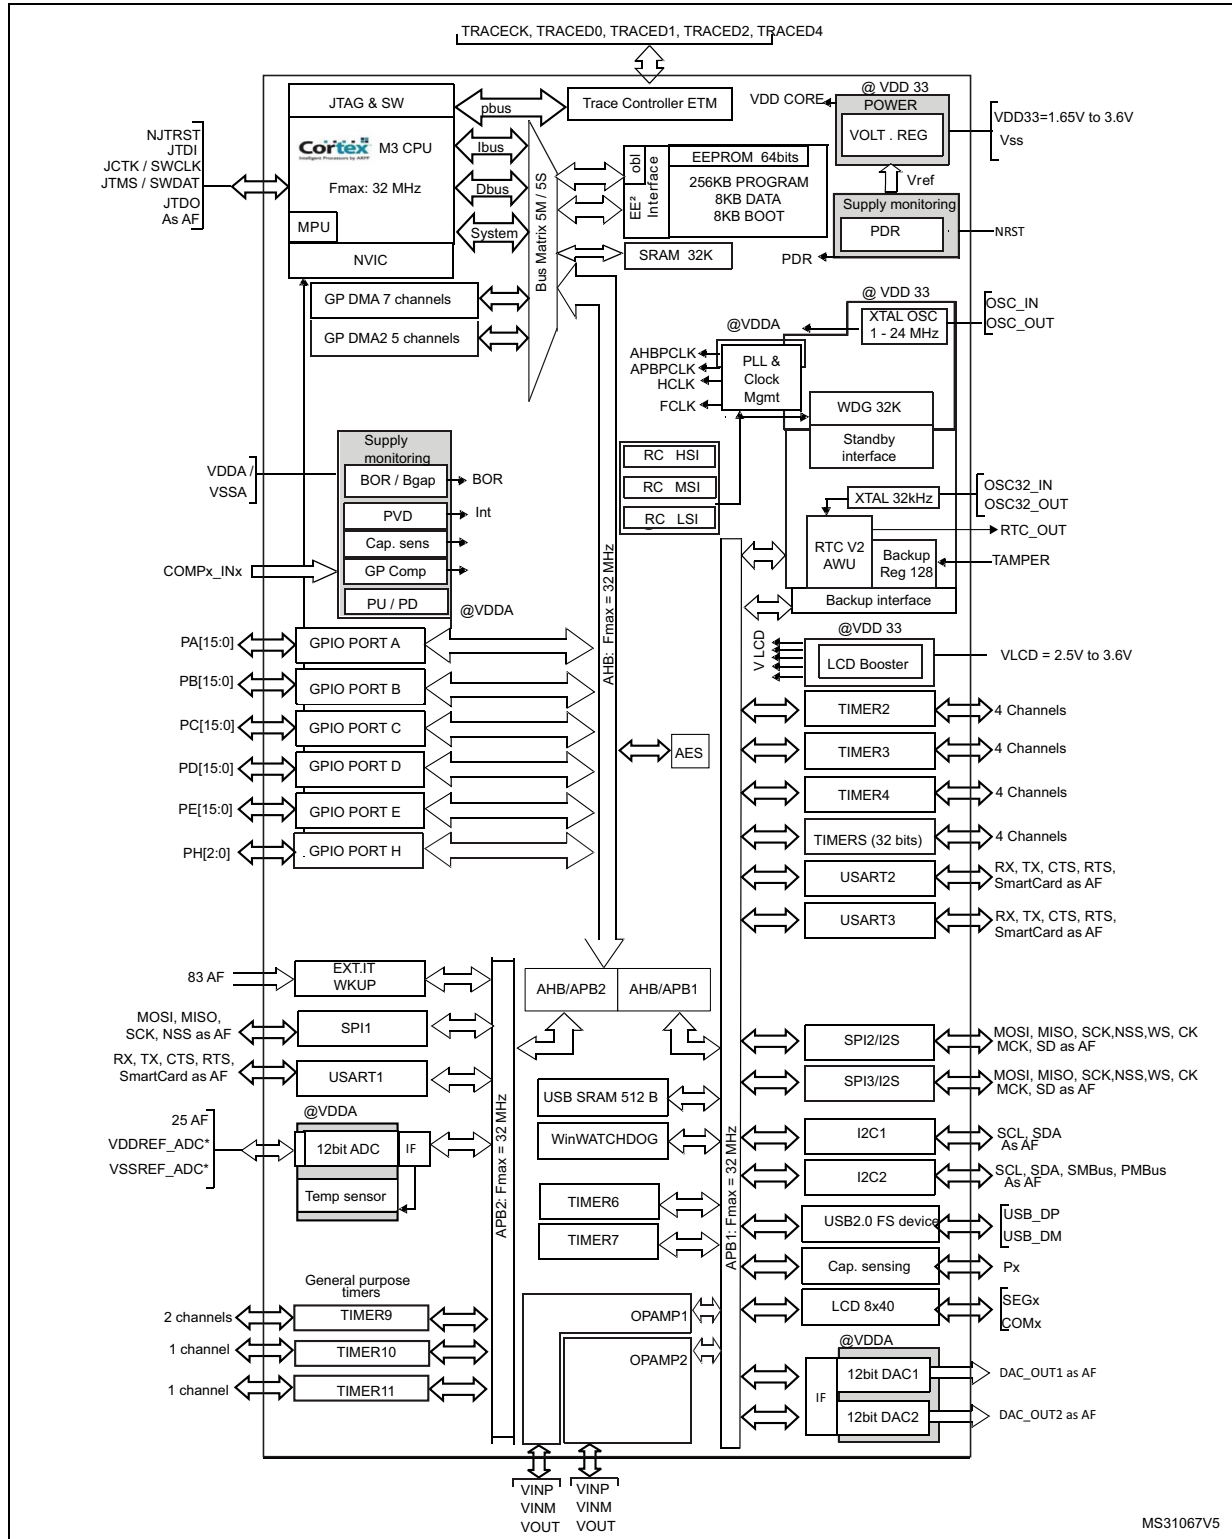 TRACECK, TRACED0, TRACED1, TRACED2, TRACED4
JTAG & SW
pbus
Trace Controller ETM
VDD CORE
@ VDD 33
POWER
VOLT . REG
VDD33=1.65V to 3.6V
Vss
NJTRST
JTDI
JCTK / SWCLK
JTMS / SWDAT
JTDO
As AF
Cortex
Intelligent Processors by ARM®
M3 CPU
Fmax: 32 MHz
MPU
NVIC
Ibus
Dbus
System
Bus Matrix 5M / 5S
obl
EE² Interface
EEPROM 64bits
256KB PROGRAM
8KB DATA
8KB BOOT
SRAM 32K
Vref
Supply monitoring
PDR
PDR
NRST
GP DMA 7 channels
GP DMA2 5 channels
@ VDD 33
XTAL OSC
1 - 24 MHz
OSC_IN
OSC_OUT
@VDDA
AHBPCLK
APBPCLK
HCLK
FCLK
PLL &
Clock
Mgmt
WDG 32K
Standby
interface
RC HSI
RC MSI
RC LSI
XTAL 32kHz
OSC32_IN
OSC32_OUT
RTC V2
AWU
RTC_OUT
Backup
Reg 128
TAMPER
Backup interface
VDDA /
VSSA
Supply
monitoring
BOR / Bgap
BOR
PVD
Int
Cap. sens
COMPx_INx
GP Comp
PU / PD
@VDDA
AHB: Fmax = 32 MHz
PA[15:0]
GPIO PORT A
PB[15:0]
GPIO PORT B
PC[15:0]
GPIO PORT C
PD[15:0]
GPIO PORT D
PE[15:0]
GPIO PORT E
PH[2:0]
GPIO PORT H
AES
@VDD 33
V LCD
LCD Booster
VLCD = 2.5V to 3.6V
TIMER2
4 Channels
TIMER3
4 Channels
TIMER4
4 Channels
TIMERS (32 bits)
4 Channels
USART2
RX, TX, CTS, RTS,
SmartCard as AF
USART3
RX, TX, CTS, RTS,
SmartCard as AF
83 AF
EXT.IT
WKUP
AHB/APB2
AHB/APB1
MOSI, MISO,
SCK, NSS as AF
SPI1
RX, TX, CTS, RTS,
SmartCard as AF
USART1
SPI2/I2S
MOSI, MISO, SCK,NSS,WS, CK
MCK, SD as AF
SPI3/I2S
MOSI, MISO, SCK,NSS,WS, CK
MCK, SD as AF
USB SRAM 512 B
WinWATCHDOG
@VDDA
25 AF
VDDREF_ADC*
VSSREF_ADC*
12bit ADC
IF
Temp sensor
APB2: Fmax = 32 MHz
APB1: Fmax = 32 MHz
I2C1
SCL, SDA
As AF
I2C2
SCL, SDA, SMBus, PMBus
As AF
TIMER6
TIMER7
USB2.0 FS device
USB_DP
USB_DM
Cap. sensing
Px
LCD 8x40
SEGx
COMx
General purpose
timers
2 channels
TIMER9
1 channel
TIMER10
1 channel
TIMER11
OPAMP1
OPAMP2
@VDDA
IF
12bit DAC1
DAC_OUT1 as AF
12bit DAC2
DAC_OUT2 as AF
VINP
VINM
VOUT
VINP
VINM
VOUT
MS31067V5